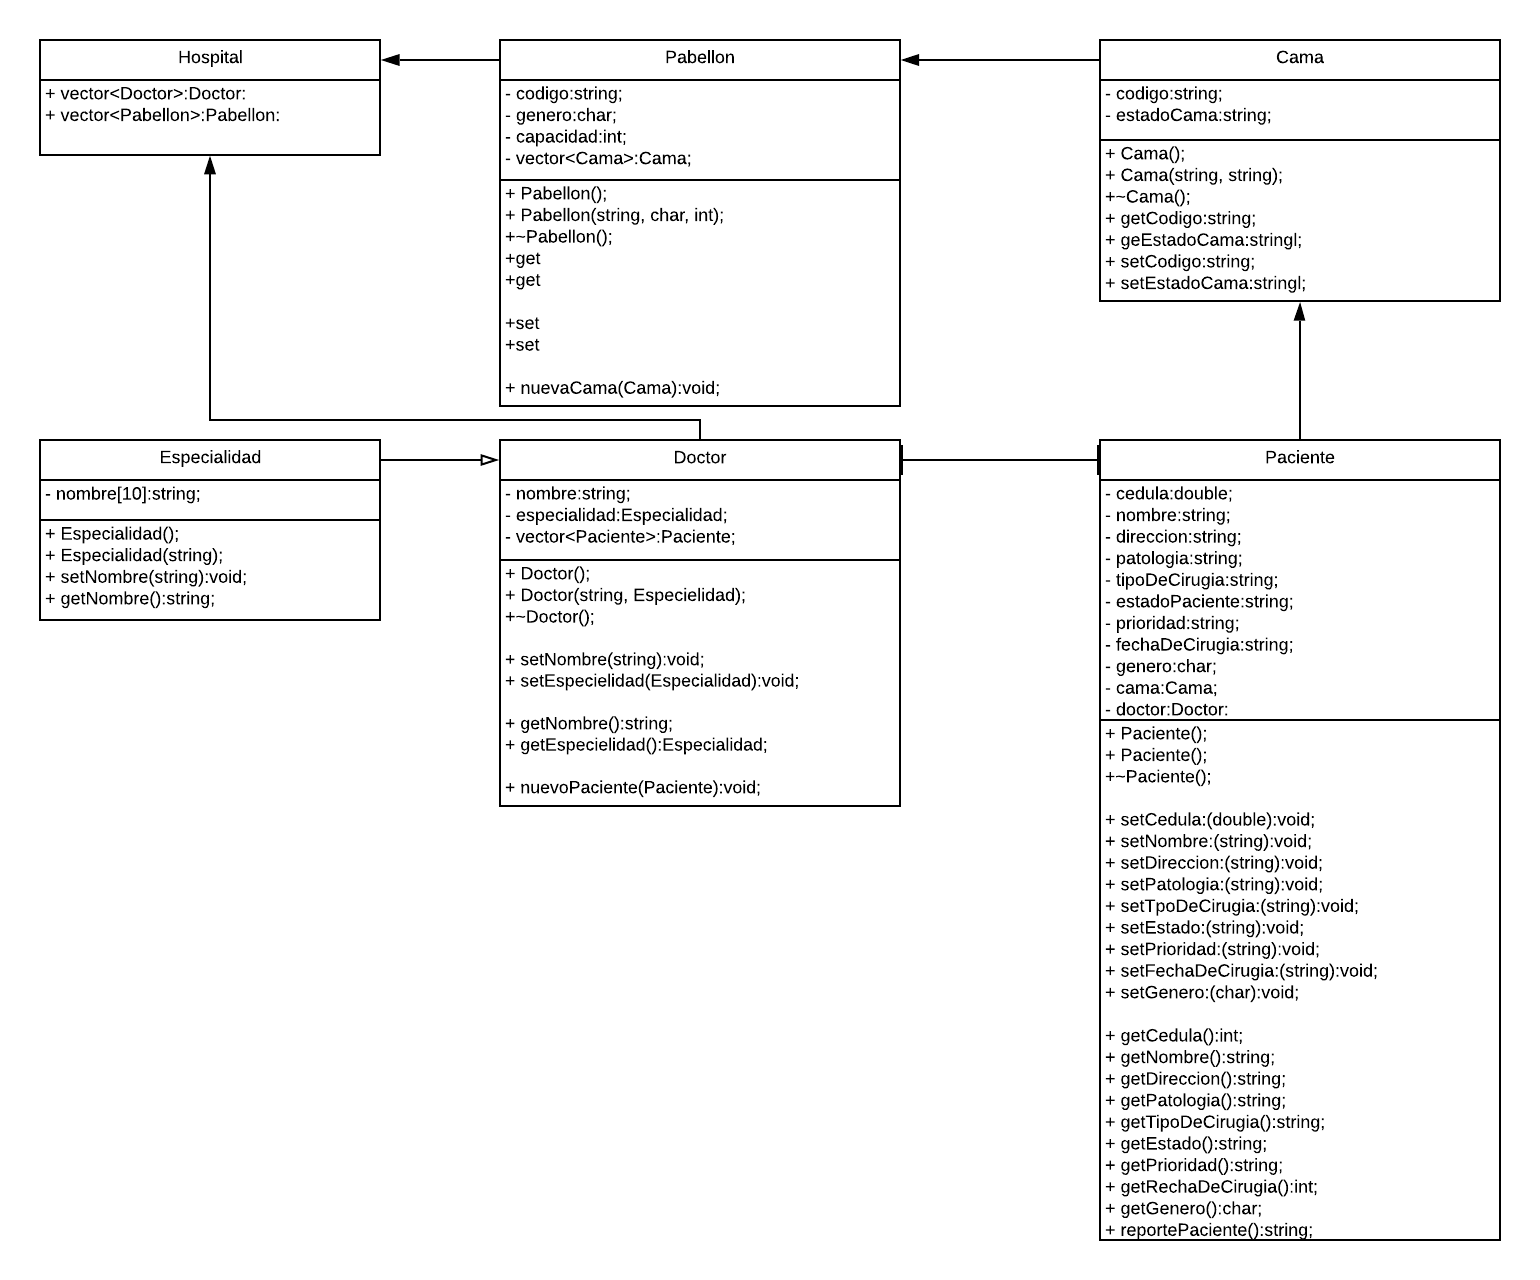 Hospital
+ vector<Doctor>:Doctor:
+ vector<Pabellon>:Pabellon:
Pabellon
- codigo:string;
- genero:char;
- capacidad:int;
- vector<Cama>:Cama;
+ Pabellon();
+ Pabellon(string, char, int);
+~Pabellon();
+get
+get
+set
+set
+ nuevaCama(Cama):void;
Cama
- codigo:string;
- estadoCama:string;
+ Cama();
+ Cama(string, string);
+~Cama();
+ getCodigo:string;
+ geEstadoCama:stringl;
+ setCodigo:string;
+ setEstadoCama:stringl;
Especialidad
- nombre[10]:string;
+ Especialidad();
+ Especialidad(string);
+ setNombre(string):void;
+ getNombre():string;
Doctor
- nombre:string;
- especialidad:Especialidad;
- vector<Paciente>:Paciente;
+ Doctor();
+ Doctor(string, Especielidad);
+~Doctor();
+ setNombre(string):void;
+ setEspecielidad(Especialidad):void;
+ getNombre():string;
+ getEspecielidad():Especialidad;
+ nuevoPaciente(Paciente):void;
Paciente
- cedula:double;
- nombre:string;
- direccion:string;
- patologia:string;
- tipoDeCirugia:string;
- estadoPaciente:string;
- prioridad:string;
- fechaDeCirugia:string;
- genero:char;
- cama:Cama;
- doctor:Doctor:
+ Paciente();
+ Paciente();
+~Paciente();
+ setCedula:(double):void;
+ setNombre:(string):void;
+ setDireccion:(string):void;
+ setPatologia:(string):void;
+ setTpoDeCirugia:(string):void;
+ setEstado:(string):void;
+ setPrioridad:(string):void;
+ setFechaDeCirugia:(string):void;
+ setGenero:(char):void;
+ getCedula():int;
+ getNombre():string;
+ getDireccion():string;
+ getPatologia():string;
+ getTipoDeCirugia():string;
+ getEstado():string;
+ getPrioridad():string;
+ getRechaDeCirugia():int;
+ getGenero():char;
+ reportePaciente():string;